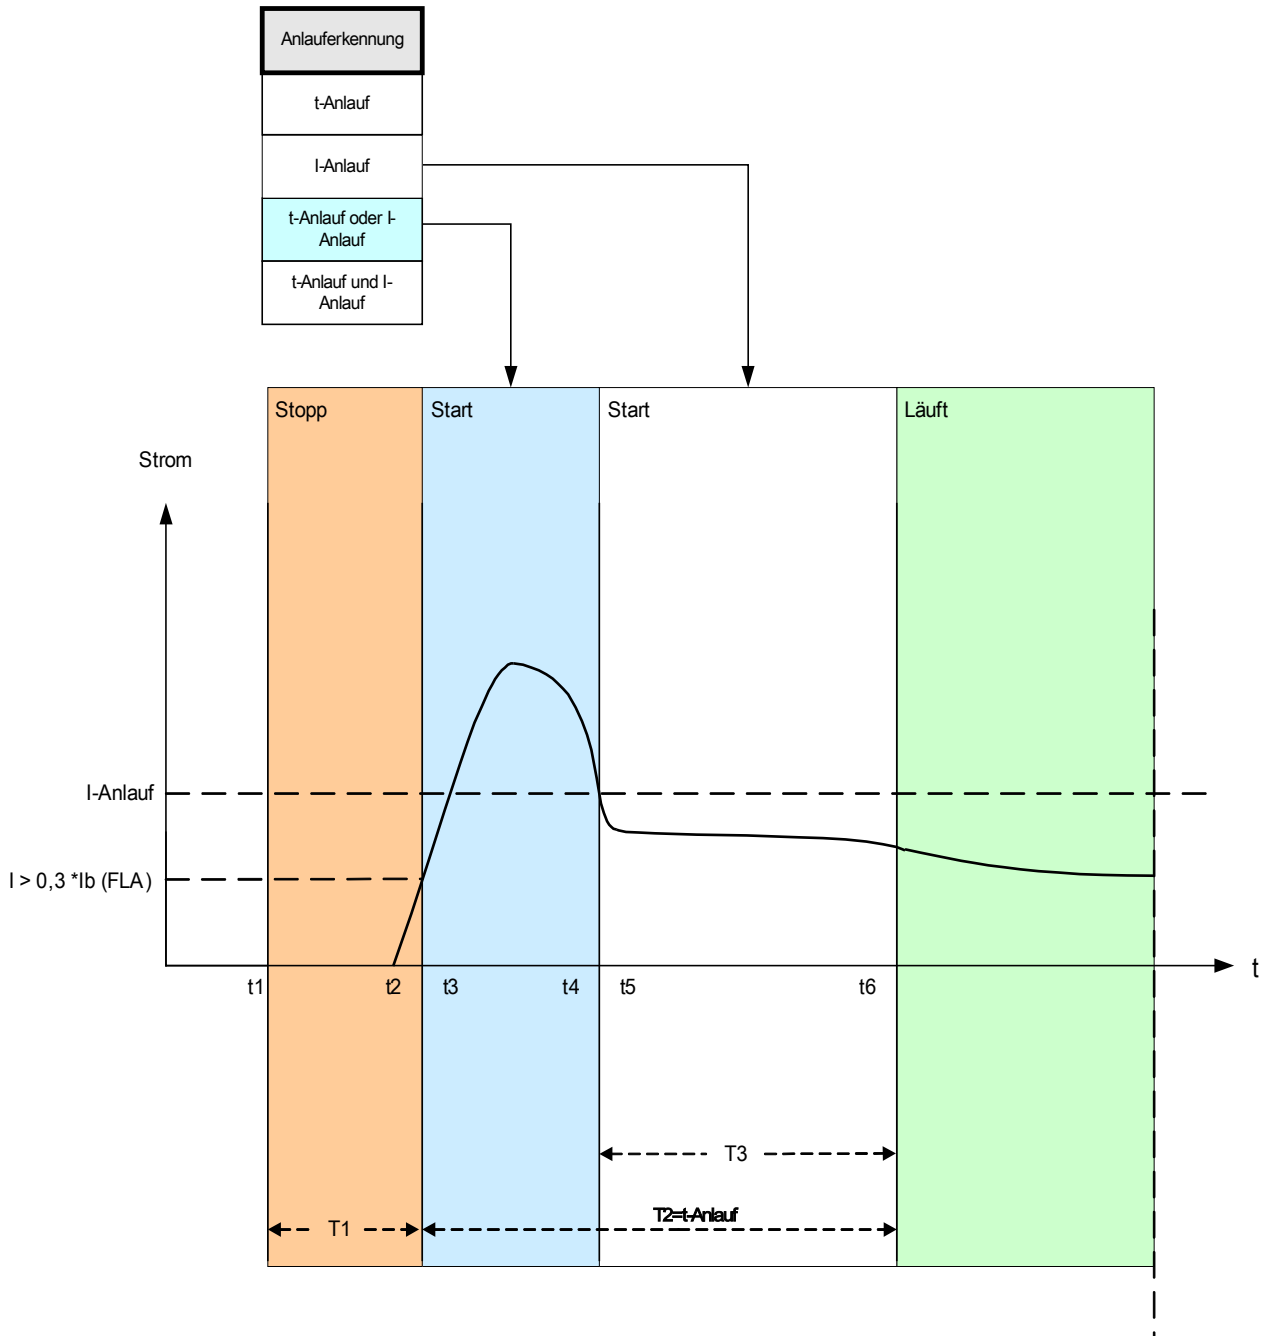 Anlauferkennung
t-Anlauf
I-Anlauf
t-Anlauf oder I-
Anlauf
t-Anlauf und I-
Anlauf
Stopp
Start
Start
Läuft
Strom
I-Anlauf
I > 0,3 *Ib (FLA)
t1
t2
t3
t4
t5
t6
t
T3
T1
T2=t-Anlauf